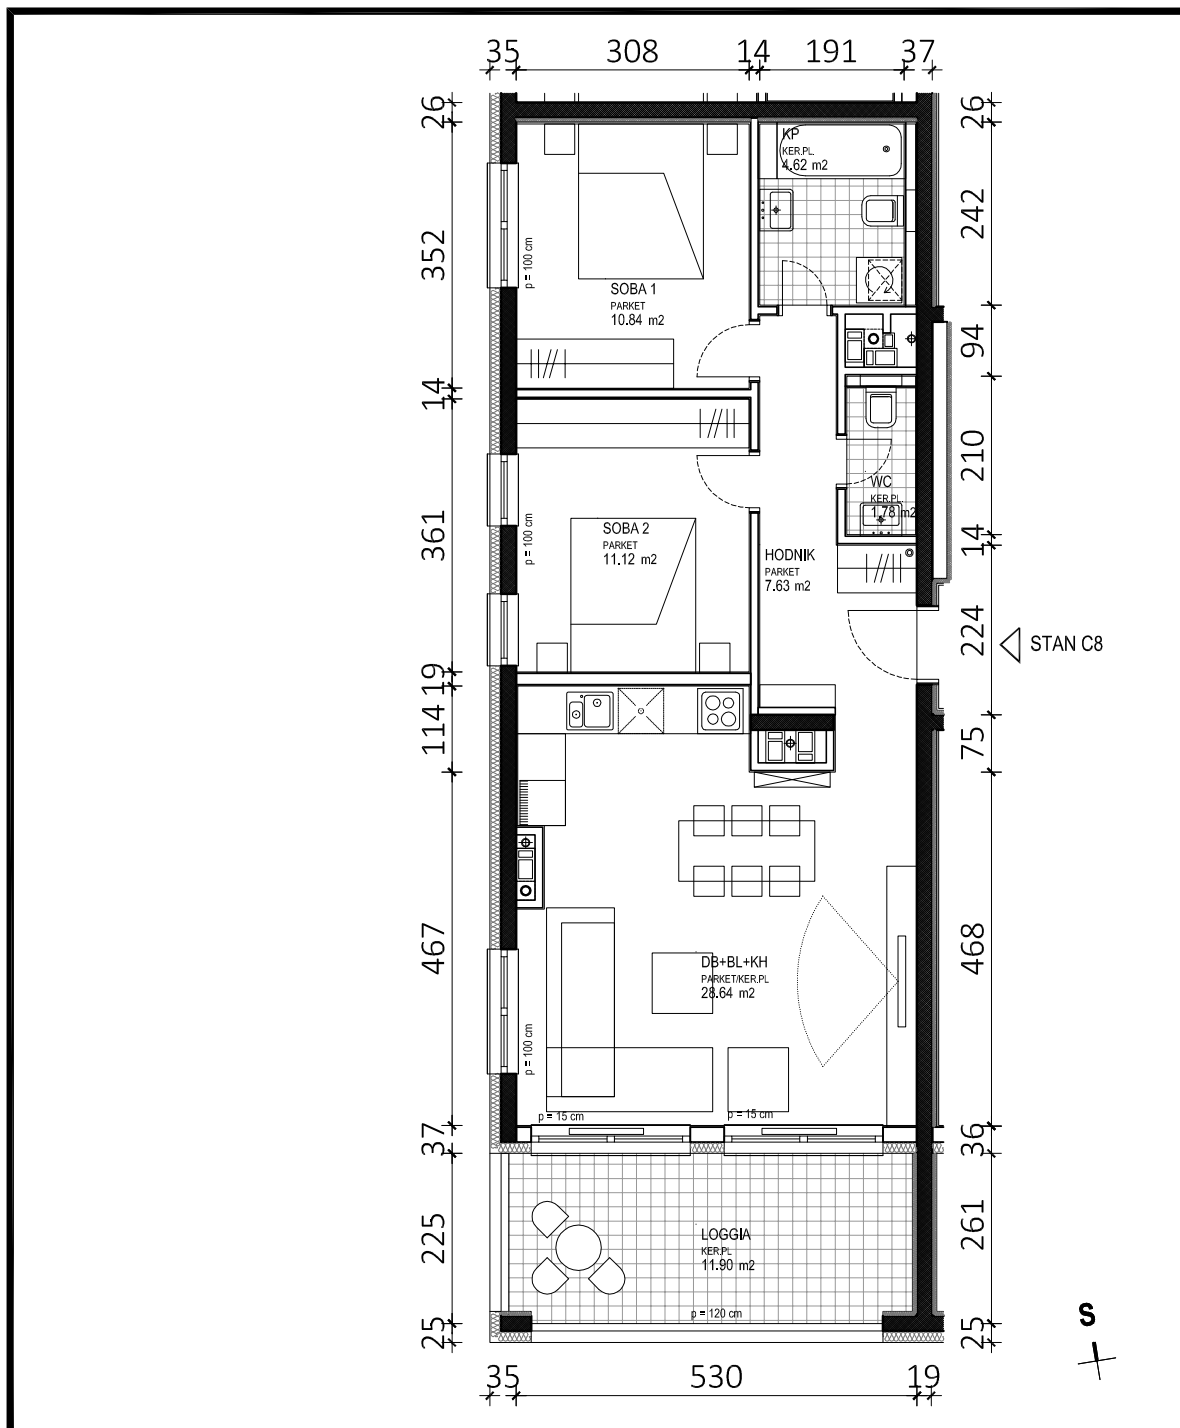 35 308 14 191 37
26
352
14
361
19
114
467
37
225
25
26
242
94
210
14
224
75
468
36
261
25
KP
KER.PL.
4.62 m2
p = 100 cm
SOBA 1
PARKET
10.84 m2
WC
KER.PL.
1.78 m2
p = 100 cm
SOBA 2
PARKET
11.12 m2
HODNIK
PARKET
7.63 m2
STAN C8
DB+BL+KH
PARKET/KER.PL
28.64 m2
p = 100 cm
p = 15 cm
p = 15 cm
LOGGIA
KER.PL
11.90 m2
p = 120 cm
S
35 530 19